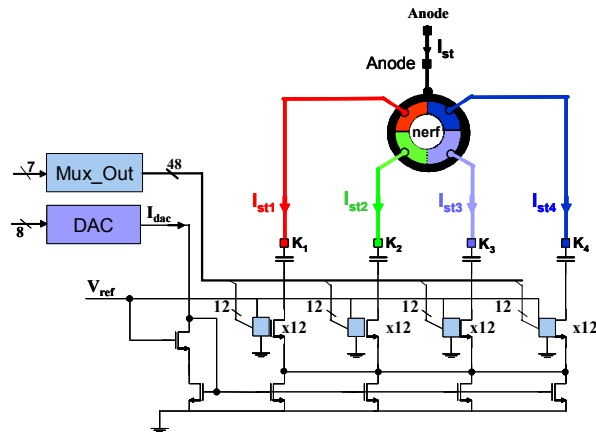 Anode
I_st
Anode
nerf
7
Mux_Out
48
8
DAC
I_dac
I_st1
I_st2
I_st3
I_st4
K_1
K_2
K_3
K_4
V_ref
12
x12
12
x12
12
x12
12
x12